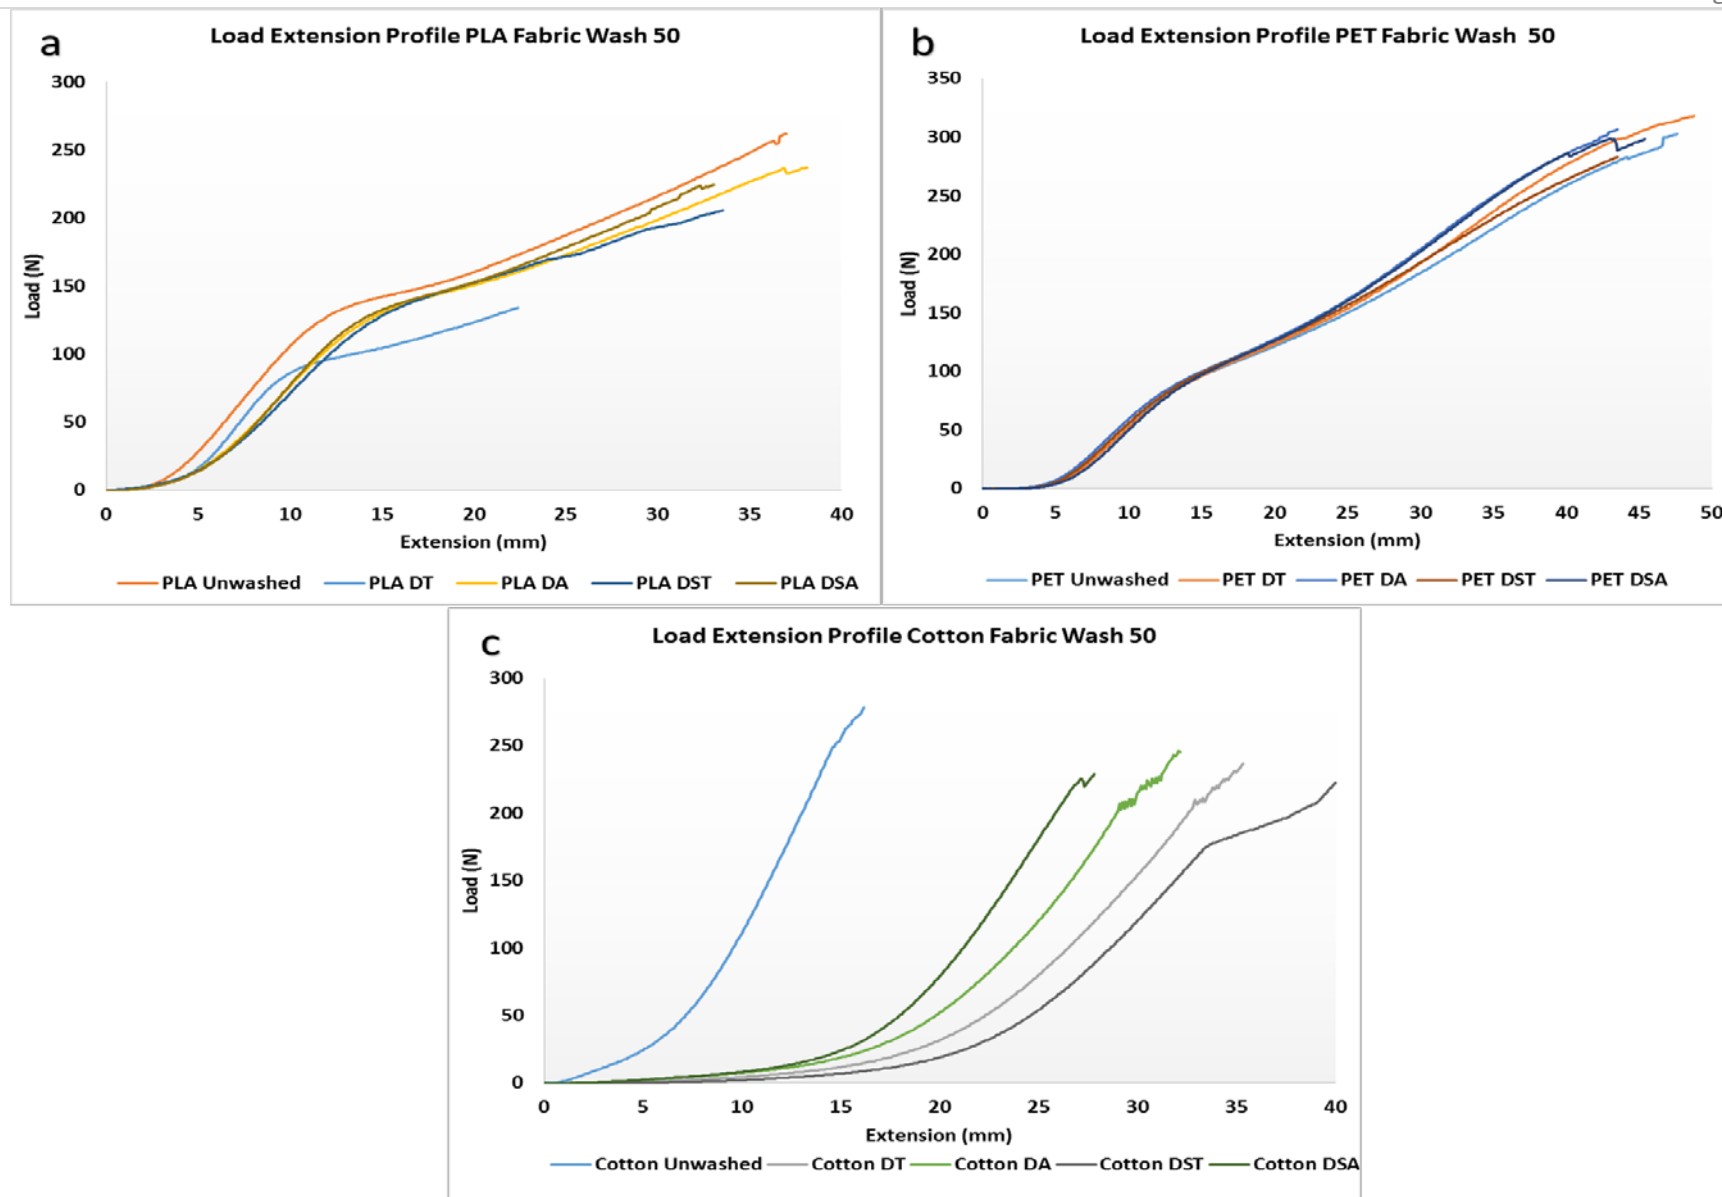 a
Load Extension Profile PLA Fabric Wash 50
300
250
200
150
100
50
0
Load (N)
0 5 10 15 20 25 30 35 40
Extension (mm)
PLA Unwashed PLA DT PLA DA PLA DST PLA DSA
b
Load Extension Profile PET Fabric Wash 50
350
300
250
200
150
100
50
0
Load (N)
0 5 10 15 20 25 30 35 40 45 50
Extension (mm)
PET Unwashed PET DT PET DA PET DST PET DSA
c
Load Extension Profile Cotton Fabric Wash 50
300
250
200
150
100
50
0
Load (N)
0 5 10 15 20 25 30 35 40
Extension (mm)
Cotton Unwashed Cotton DT Cotton DA Cotton DST Cotton DSA